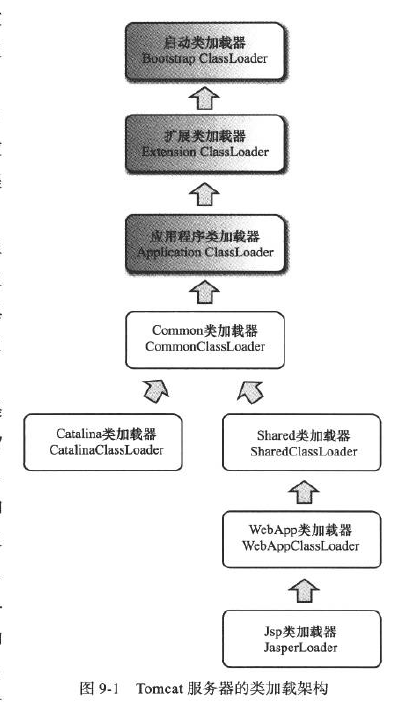 启动类加载器
Bootstrap ClassLoader
扩展类加载器
Extension ClassLoader
应用程序类加载器
Application ClassLoader
Common类加载器
CommonClassLoader
Catalina类加载器
CatalinaClassLoader
Shared类加载器
SharedClassLoader
WebApp类加载器
WebAppClassLoader
Jsp类加载器
JasperLoader
图 9-1 Tomcat 服务器的类加载架构